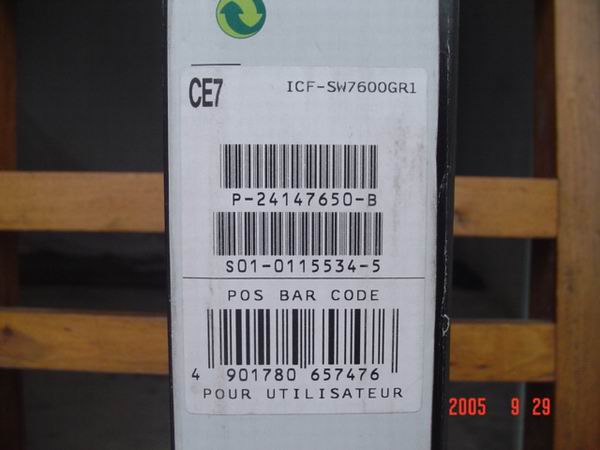 CE7 ICF-SW7600GR1
P-24147650-B
S01-0115534-5
POS BAR CODE
4 901780 657476
POUR UTILISATEUR
2005 9 29